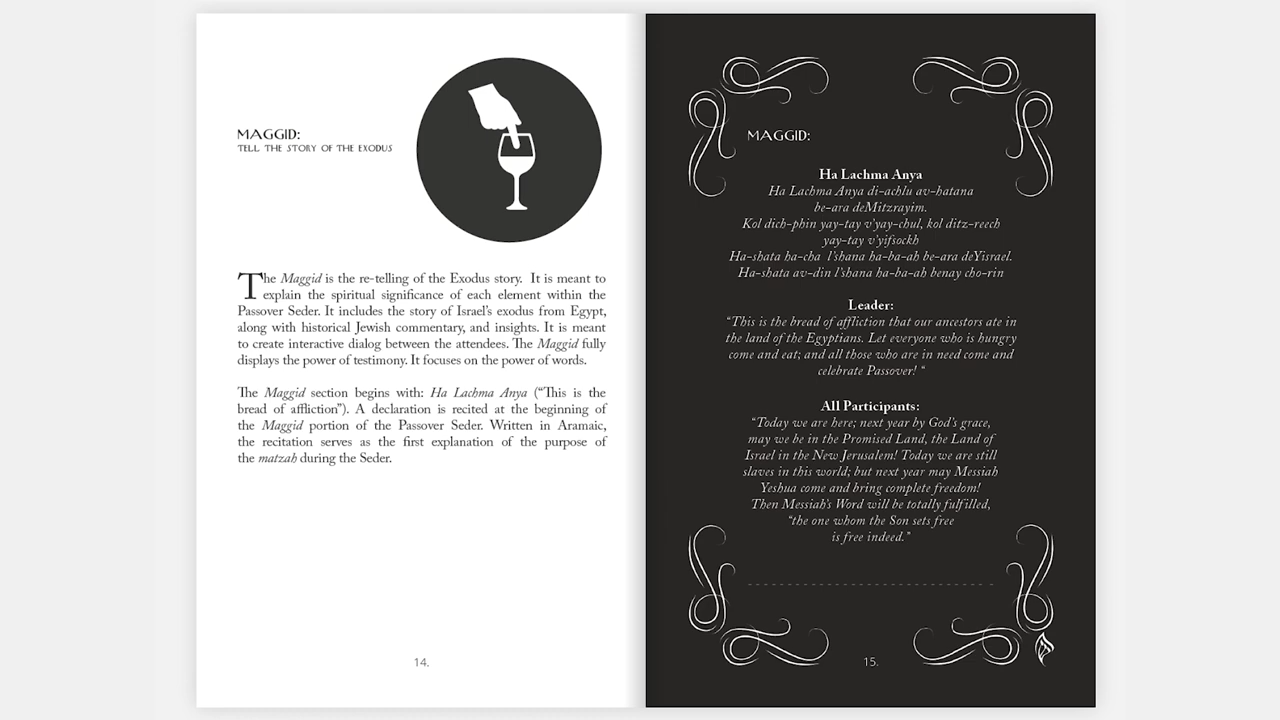 MAGGID:
TELL THE STORY OF THE EXODUS
The Maggid is the re-telling of the Exodus story. It is meant to
explain the spiritual significance of each element within the
Passover Seder. It includes the story of Israel's exodus from Egypt,
along with historical Jewish commentary, and insights. It is meant
to create interactive dialog between the attendees. The Maggid fully
displays the power of testimony. It focuses on the power of words.
The Maggid section begins with: Ha Lachma Anya (“This is the
bread of affliction”). A declaration is recited at the beginning of
the Maggid portion of the Passover Seder. Written in Aramaic,
the recitation serves as the first explanation of the purpose of
the matzah during the Seder.
14.
MAGGID:
Ha Lachma Anya
Ha Lachma Anya di-achlu av-hatana
be-ara deMitzrayim.
Kol dich-phin yay-tay v'yay-chul, kol ditz-reech
yay-tay v'yifsockh
Ha-shata ha-cha l'shana ha-ba-ah be-ara deYisrael.
Ha-shata av-din l'shana ha-ba-ah benay cho-rin
Leader:
“This is the bread of affliction that our ancestors ate in
the land of the Egyptians. Let everyone who is hungry
come and eat; and all those who are in need come and
celebrate Passover! “
All Participants:
“Today we are here; next year by God's grace,
may we be in the Promised Land, the Land of
Israel in the New Jerusalem! Today we are still
slaves in this world; but next year may Messiah
Yeshua come and bring complete freedom!
Then Messiah's Word will be totally fulfilled,
“the one whom the Son sets free
is free indeed.”
15.